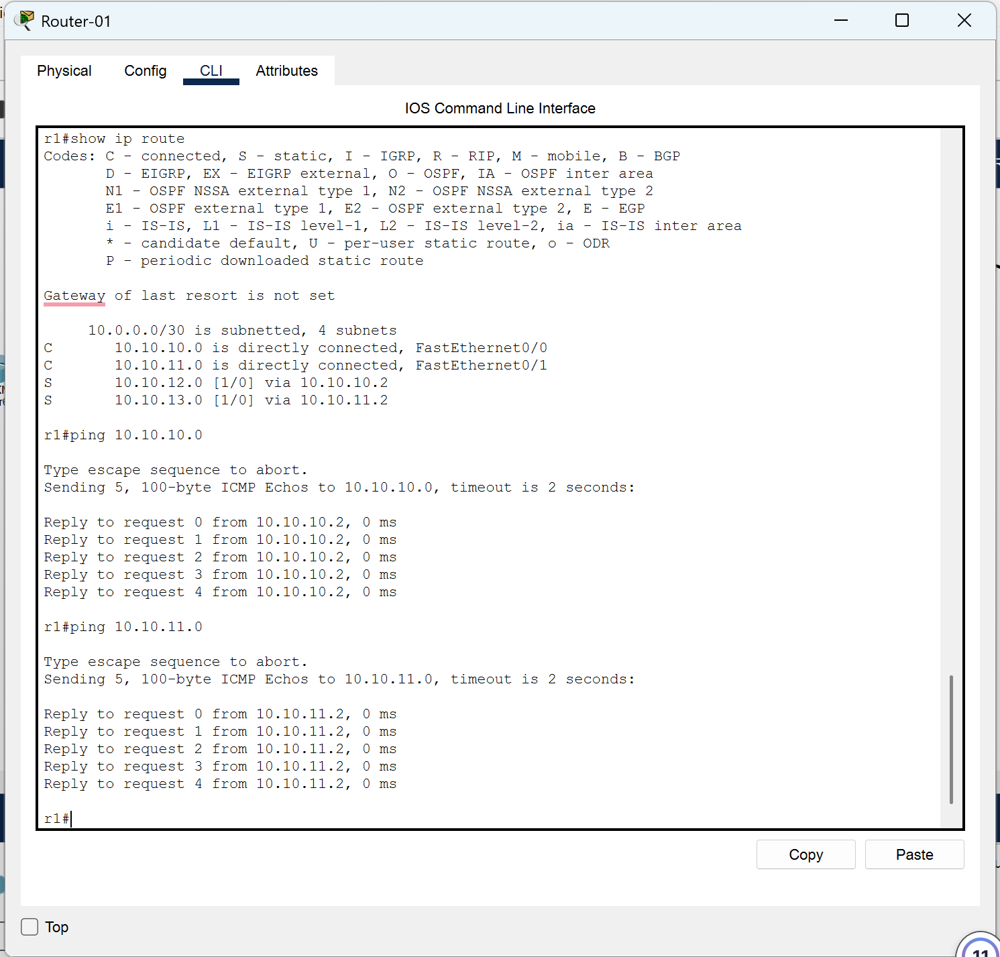 Router-01
Physical Config CLI Attributes
IOS Command Line Interface
r1#show ip route
Codes: C - connected, S - static, I - IGRP, R - RIP, M - mobile, B - BGP
       D - EIGRP, EX - EIGRP external, O - OSPF, IA - OSPF inter area
       N1 - OSPF NSSA external type 1, N2 - OSPF NSSA external type 2
       E1 - OSPF external type 1, E2 - OSPF external type 2, E - EGP
       i - IS-IS, L1 - IS-IS level-1, L2 - IS-IS level-2, ia - IS-IS inter area
       * - candidate default, U - per-user static route, o - ODR
       P - periodic downloaded static route
Gateway of last resort is not set
     10.0.0.0/30 is subnetted, 4 subnets
C       10.10.10.0 is directly connected, FastEthernet0/0
C       10.10.11.0 is directly connected, FastEthernet0/1
S       10.10.12.0 [1/0] via 10.10.10.2
S       10.10.13.0 [1/0] via 10.10.11.2
r1#ping 10.10.10.0
Type escape sequence to abort.
Sending 5, 100-byte ICMP Echos to 10.10.10.0, timeout is 2 seconds:
Reply to request 0 from 10.10.10.2, 0 ms
Reply to request 1 from 10.10.10.2, 0 ms
Reply to request 2 from 10.10.10.2, 0 ms
Reply to request 3 from 10.10.10.2, 0 ms
Reply to request 4 from 10.10.10.2, 0 ms
r1#ping 10.10.11.0
Type escape sequence to abort.
Sending 5, 100-byte ICMP Echos to 10.10.11.0, timeout is 2 seconds:
Reply to request 0 from 10.10.11.2, 0 ms
Reply to request 1 from 10.10.11.2, 0 ms
Reply to request 2 from 10.10.11.2, 0 ms
Reply to request 3 from 10.10.11.2, 0 ms
Reply to request 4 from 10.10.11.2, 0 ms
r1#
Copy Paste
Top
11